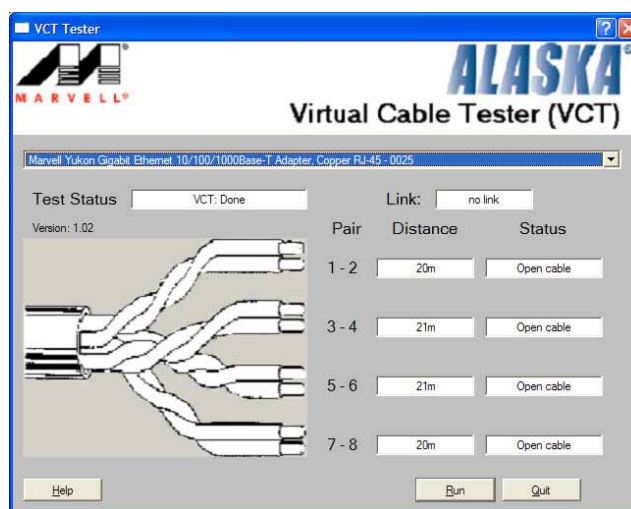 VCT Tester
MARVELL®
ALASKA®
Virtual Cable Tester (VCT)
Marvell Yukon Gigabit Ethernet 10/100/1000Base-T Adapter, Copper RJ-45 - 0025
Test Status VCT: Done Link: no link
Version: 1.02
Pair Distance Status
1 - 2 20m Open cable
3 - 4 21m Open cable
5 - 6 21m Open cable
7 - 8 20m Open cable
Help Run Quit